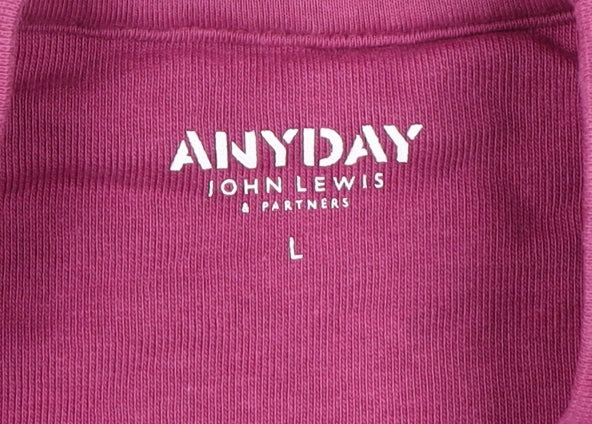 ANYDAY
JOHN LEWIS
& PARTNERS
L